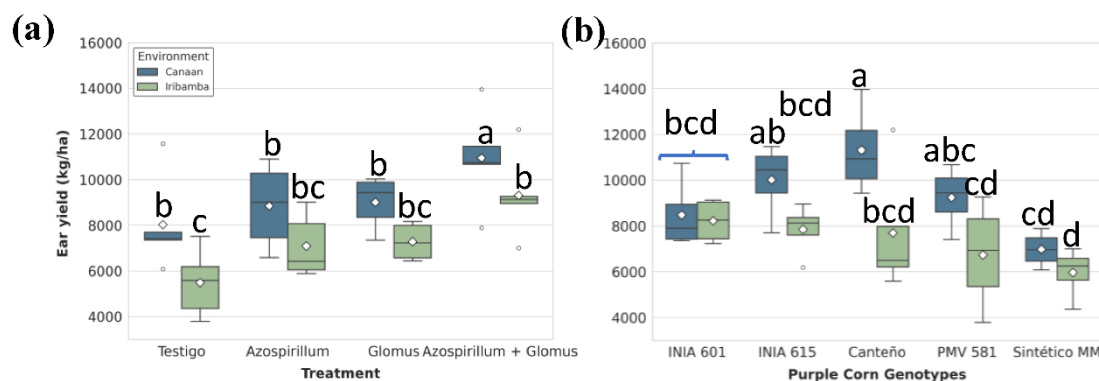 (a)
16000
14000
12000
10000
8000
6000
4000
Ear yield (kg/ha)
Environment
Canaan
Iribamba
b
c
b
bc
b
bc
a
b
Testigo
Azospirillum
Glomus
Azospirillum + Glomus
Treatment
(b)
16000
14000
12000
10000
8000
6000
4000
bcd
ab
bcd
a
bcd
abc
cd
cd
d
INIA 601
INIA 615
Canteño
PMV 581
Sintético MM
Purple Corn Genotypes